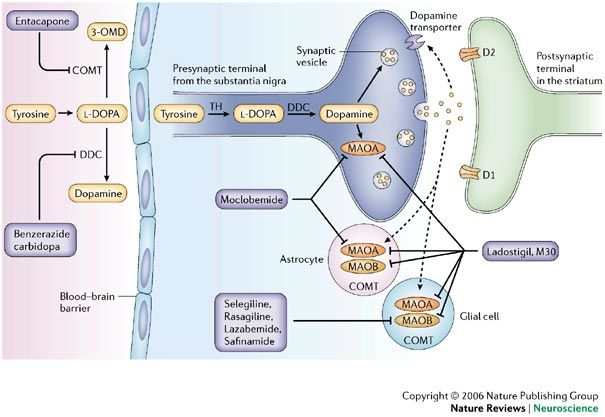 Entacapone
3-OMD
COMT
Tyrosine
L-DOPA
DDC
Dopamine
Benzerazide
carbidopa
Blood–brain
barrier
Presynaptic terminal
from the substantia nigra
Tyrosine
TH
L-DOPA
DDC
Dopamine
Synaptic
vesicle
Dopamine
transporter
D2
Postsynaptic
terminal
in the striatum
D1
MAOA
Moclobemide
Astrocyte
MAOA
MAOB
COMT
Ladostigil, M30
Selegiline,
Rasagiline,
Lazabemide,
Safinamide
MAOA
MAOB
COMT
Glial cell
Copyright © 2006 Nature Publishing Group
Nature Reviews | Neuroscience